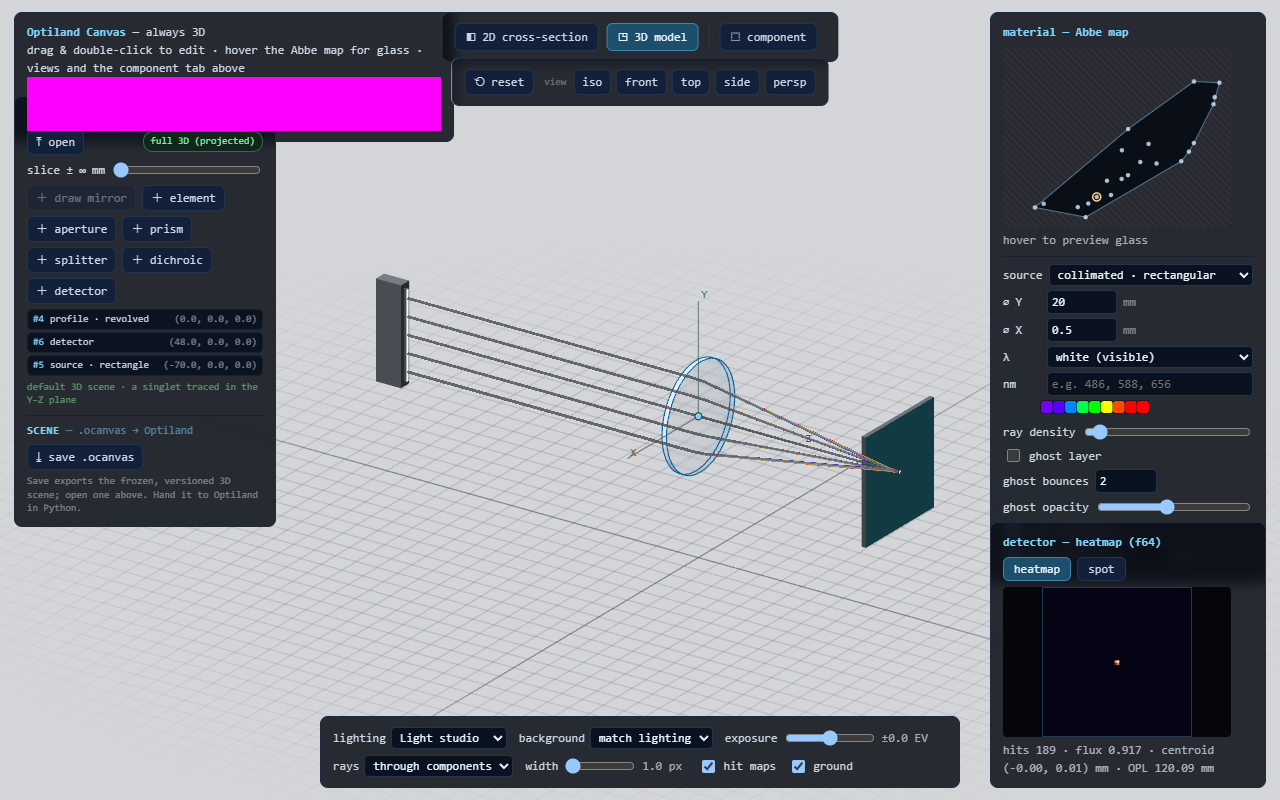 Optiland Canvas — always 3D
drag & double-click to edit · hover the Abbe map for glass ·
views and the component tab above
2D cross-section
3D model
component
reset
view
iso
front
top
side
persp
open
full 3D (projected)
slice ± ∞ mm
+ draw mirror
+ element
+ aperture
+ prism
+ splitter
+ dichroic
+ detector
#4 profile · revolved (0.0, 0.0, 0.0)
#6 detector (48.0, 0.0, 0.0)
#5 source · rectangle (-70.0, 0.0, 0.0)
default 3D scene · a singlet traced in the
Y–Z plane
SCENE — .ocanvas → Optiland
save .ocanvas
Save exports the frozen, versioned 3D
scene; open one above. Hand it to Optiland
in Python.
Y
X
Z
material — Abbe map
hover to preview glass
source collimated · rectangular
⌀ Y 20 mm
⌀ X 0.5 mm
λ white (visible)
nm e.g. 486, 588, 656
ray density
ghost layer
ghost bounces 2
ghost opacity
detector — heatmap (f64)
heatmap
spot
hits 189 · flux 0.917 · centroid
(-0.00, 0.01) mm · OPL 120.09 mm
lighting Light studio background match lighting exposure ±0.0 EV
rays through components width 1.0 px hit maps ground